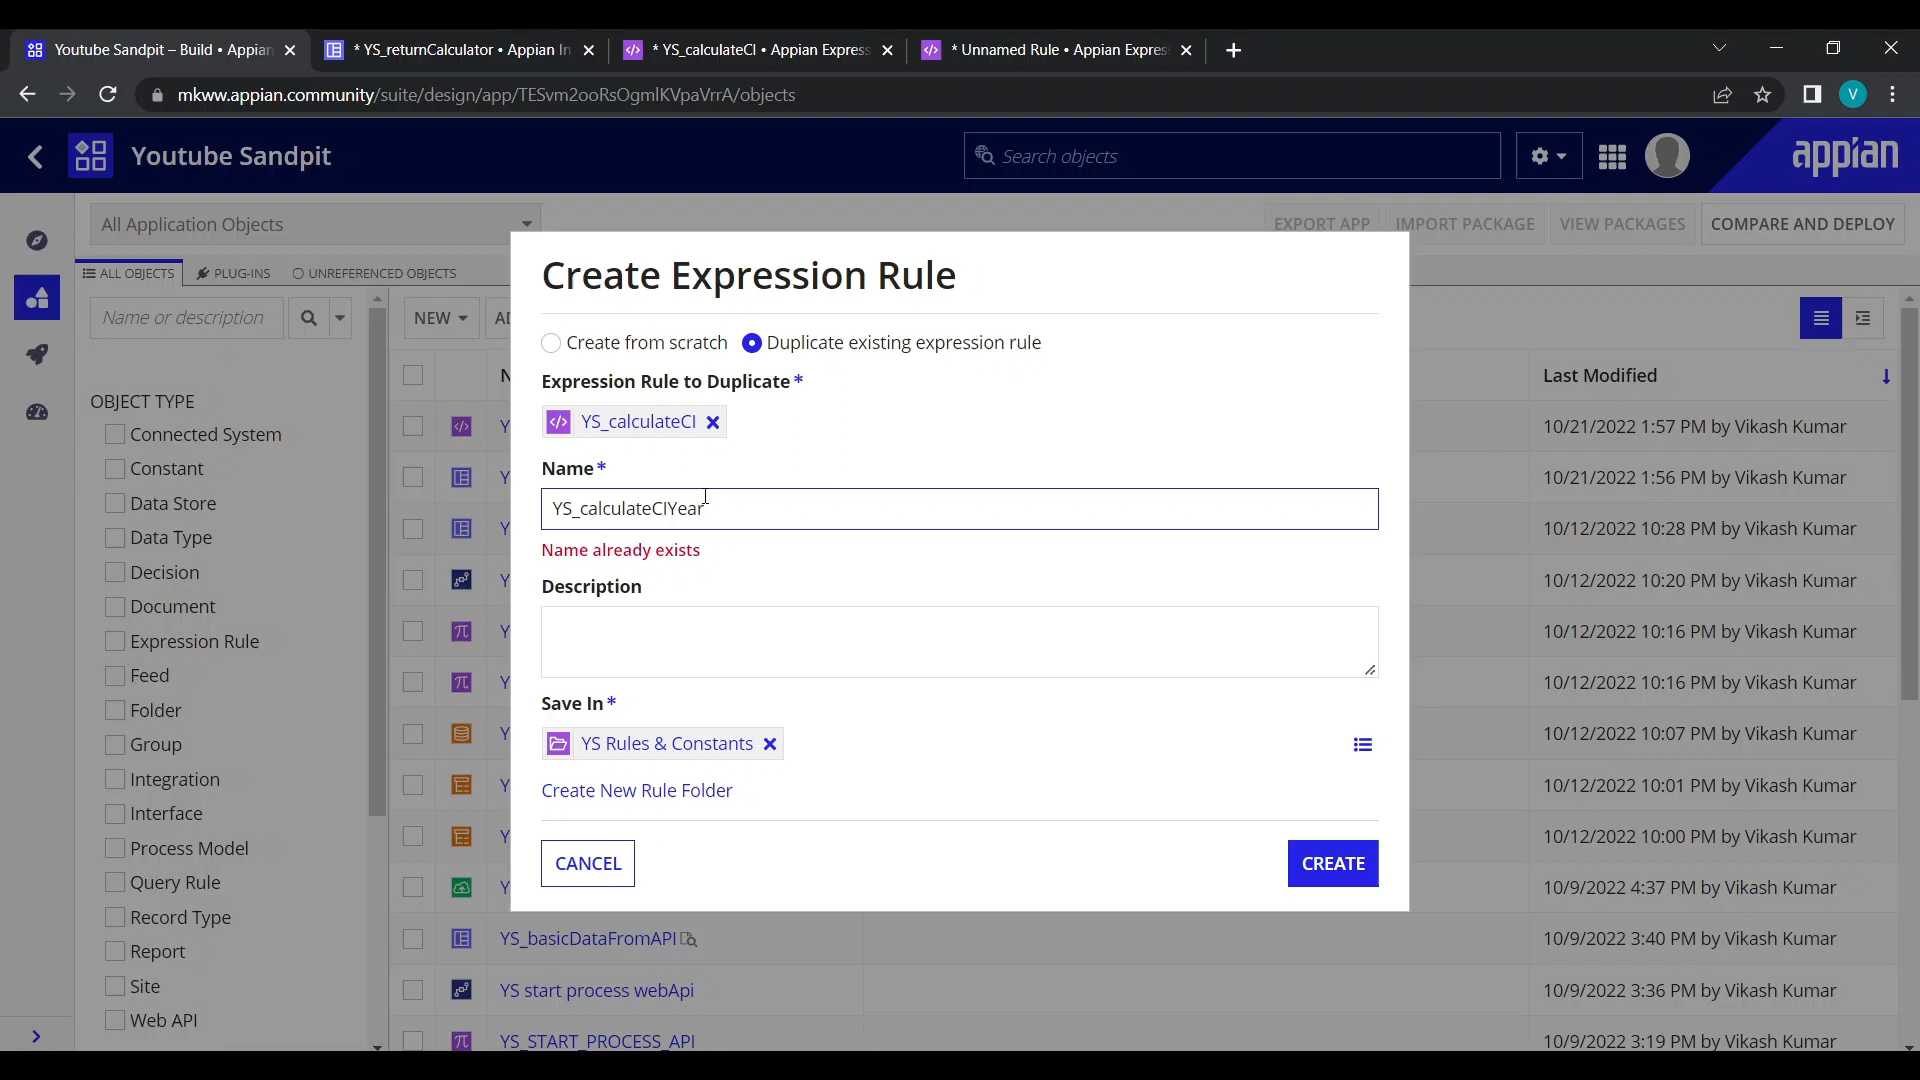 Youtube Sandpit – Build • Appian
* YS_returnCalculator • Appian In
* YS_calculateCI • Appian Express
* Unnamed Rule • Appian Expres
mkww.appian.community/suite/design/app/TESvm2ooRsOgmlKVpaVrrA/objects
V
Youtube Sandpit
Search objects
appian
All Application Objects
EXPORT APP
IMPORT PACKAGE
VIEW PACKAGES
COMPARE AND DEPLOY
ALL OBJECTS
PLUG-INS
UNREFERENCED OBJECTS
Name or description
NEW
AD
OBJECT TYPE
Connected System
Constant
Data Store
Data Type
Decision
Document
Expression Rule
Feed
Folder
Group
Integration
Interface
Process Model
Query Rule
Record Type
Report
Site
Web API
Create Expression Rule
Create from scratch
Duplicate existing expression rule
Expression Rule to Duplicate *
YS_calculateCI
Name *
YS_calculateCIYear
Name already exists
Description
Save In *
YS Rules & Constants
Create New Rule Folder
CANCEL
CREATE
YS_basicDataFromAPI
YS start process webApi
YS_START_PROCESS_API
Last Modified
10/21/2022 1:57 PM by Vikash Kumar
10/21/2022 1:56 PM by Vikash Kumar
10/12/2022 10:28 PM by Vikash Kumar
10/12/2022 10:20 PM by Vikash Kumar
10/12/2022 10:16 PM by Vikash Kumar
10/12/2022 10:16 PM by Vikash Kumar
10/12/2022 10:07 PM by Vikash Kumar
10/12/2022 10:01 PM by Vikash Kumar
10/12/2022 10:00 PM by Vikash Kumar
10/9/2022 4:37 PM by Vikash Kumar
10/9/2022 3:40 PM by Vikash Kumar
10/9/2022 3:36 PM by Vikash Kumar
10/9/2022 3:19 PM by Vikash Kumar